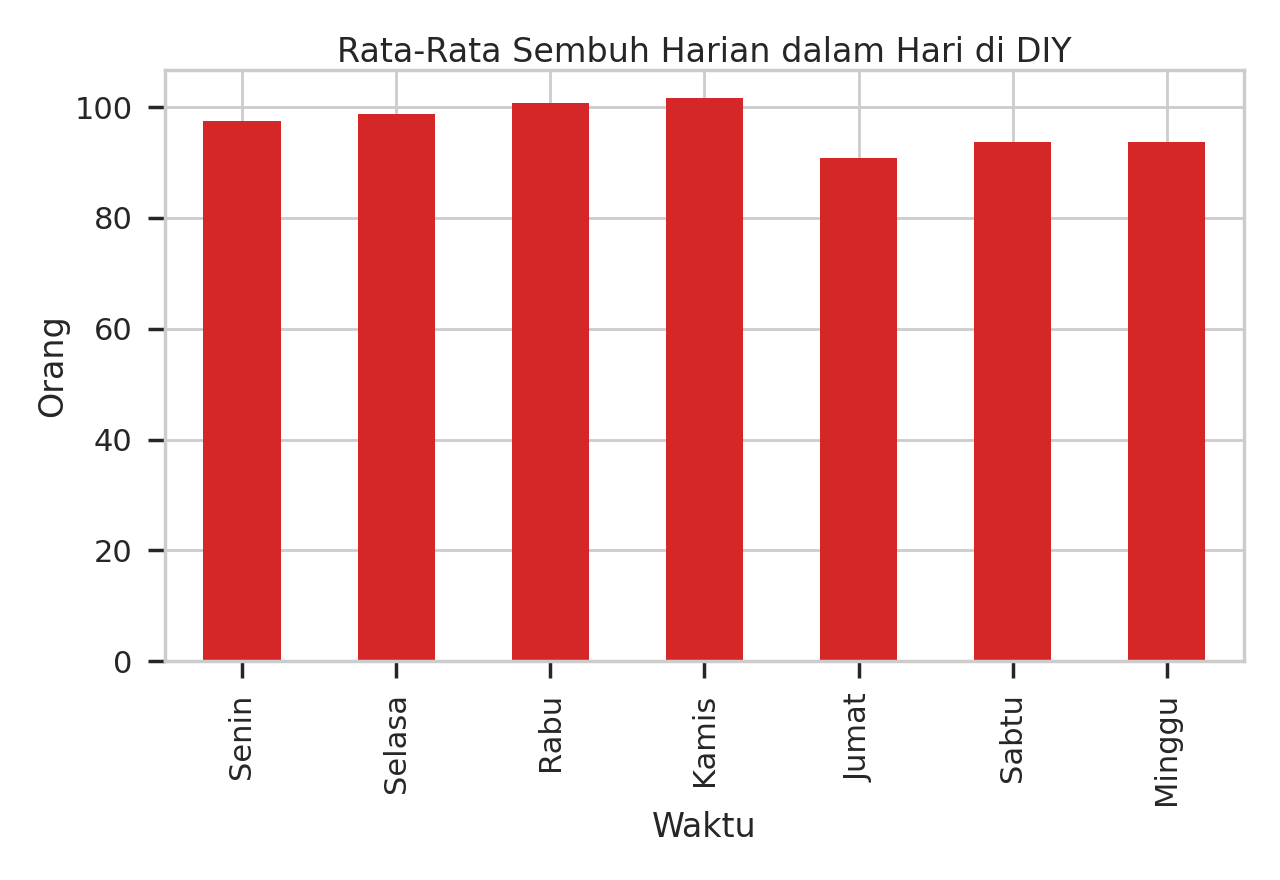 Rata-Rata Sembuh Harian dalam Hari di DIY
100
80
60
40
20
0
Orang
Senin
Selasa
Rabu
Kamis
Jumat
Sabtu
Minggu
Waktu